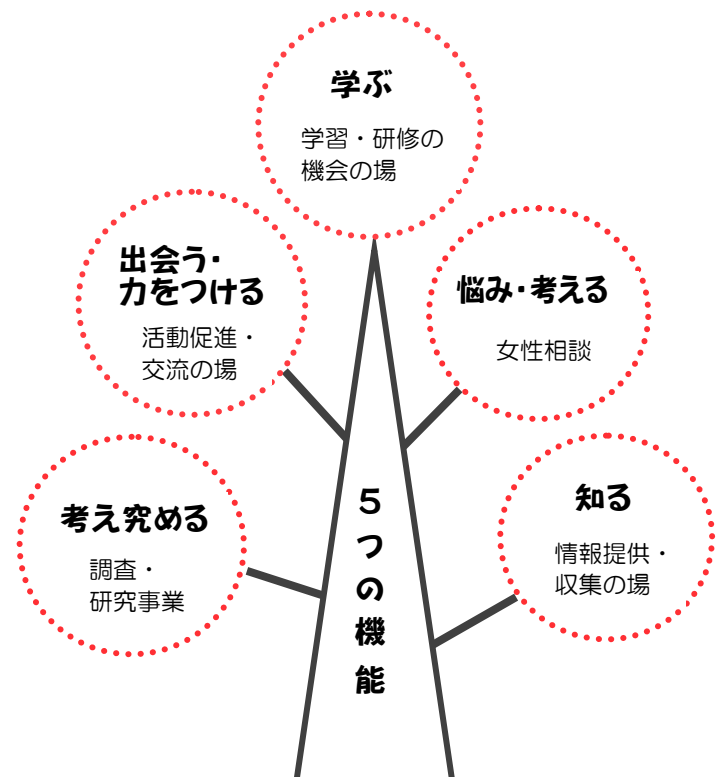 学ぶ
学習・研修の
機会の場
出会う・
力をつける
活動促進・
交流の場
悩み・考える
女性相談
考え究める
調査・
研究事業
知る
情報提供・
収集の場
5つの機能